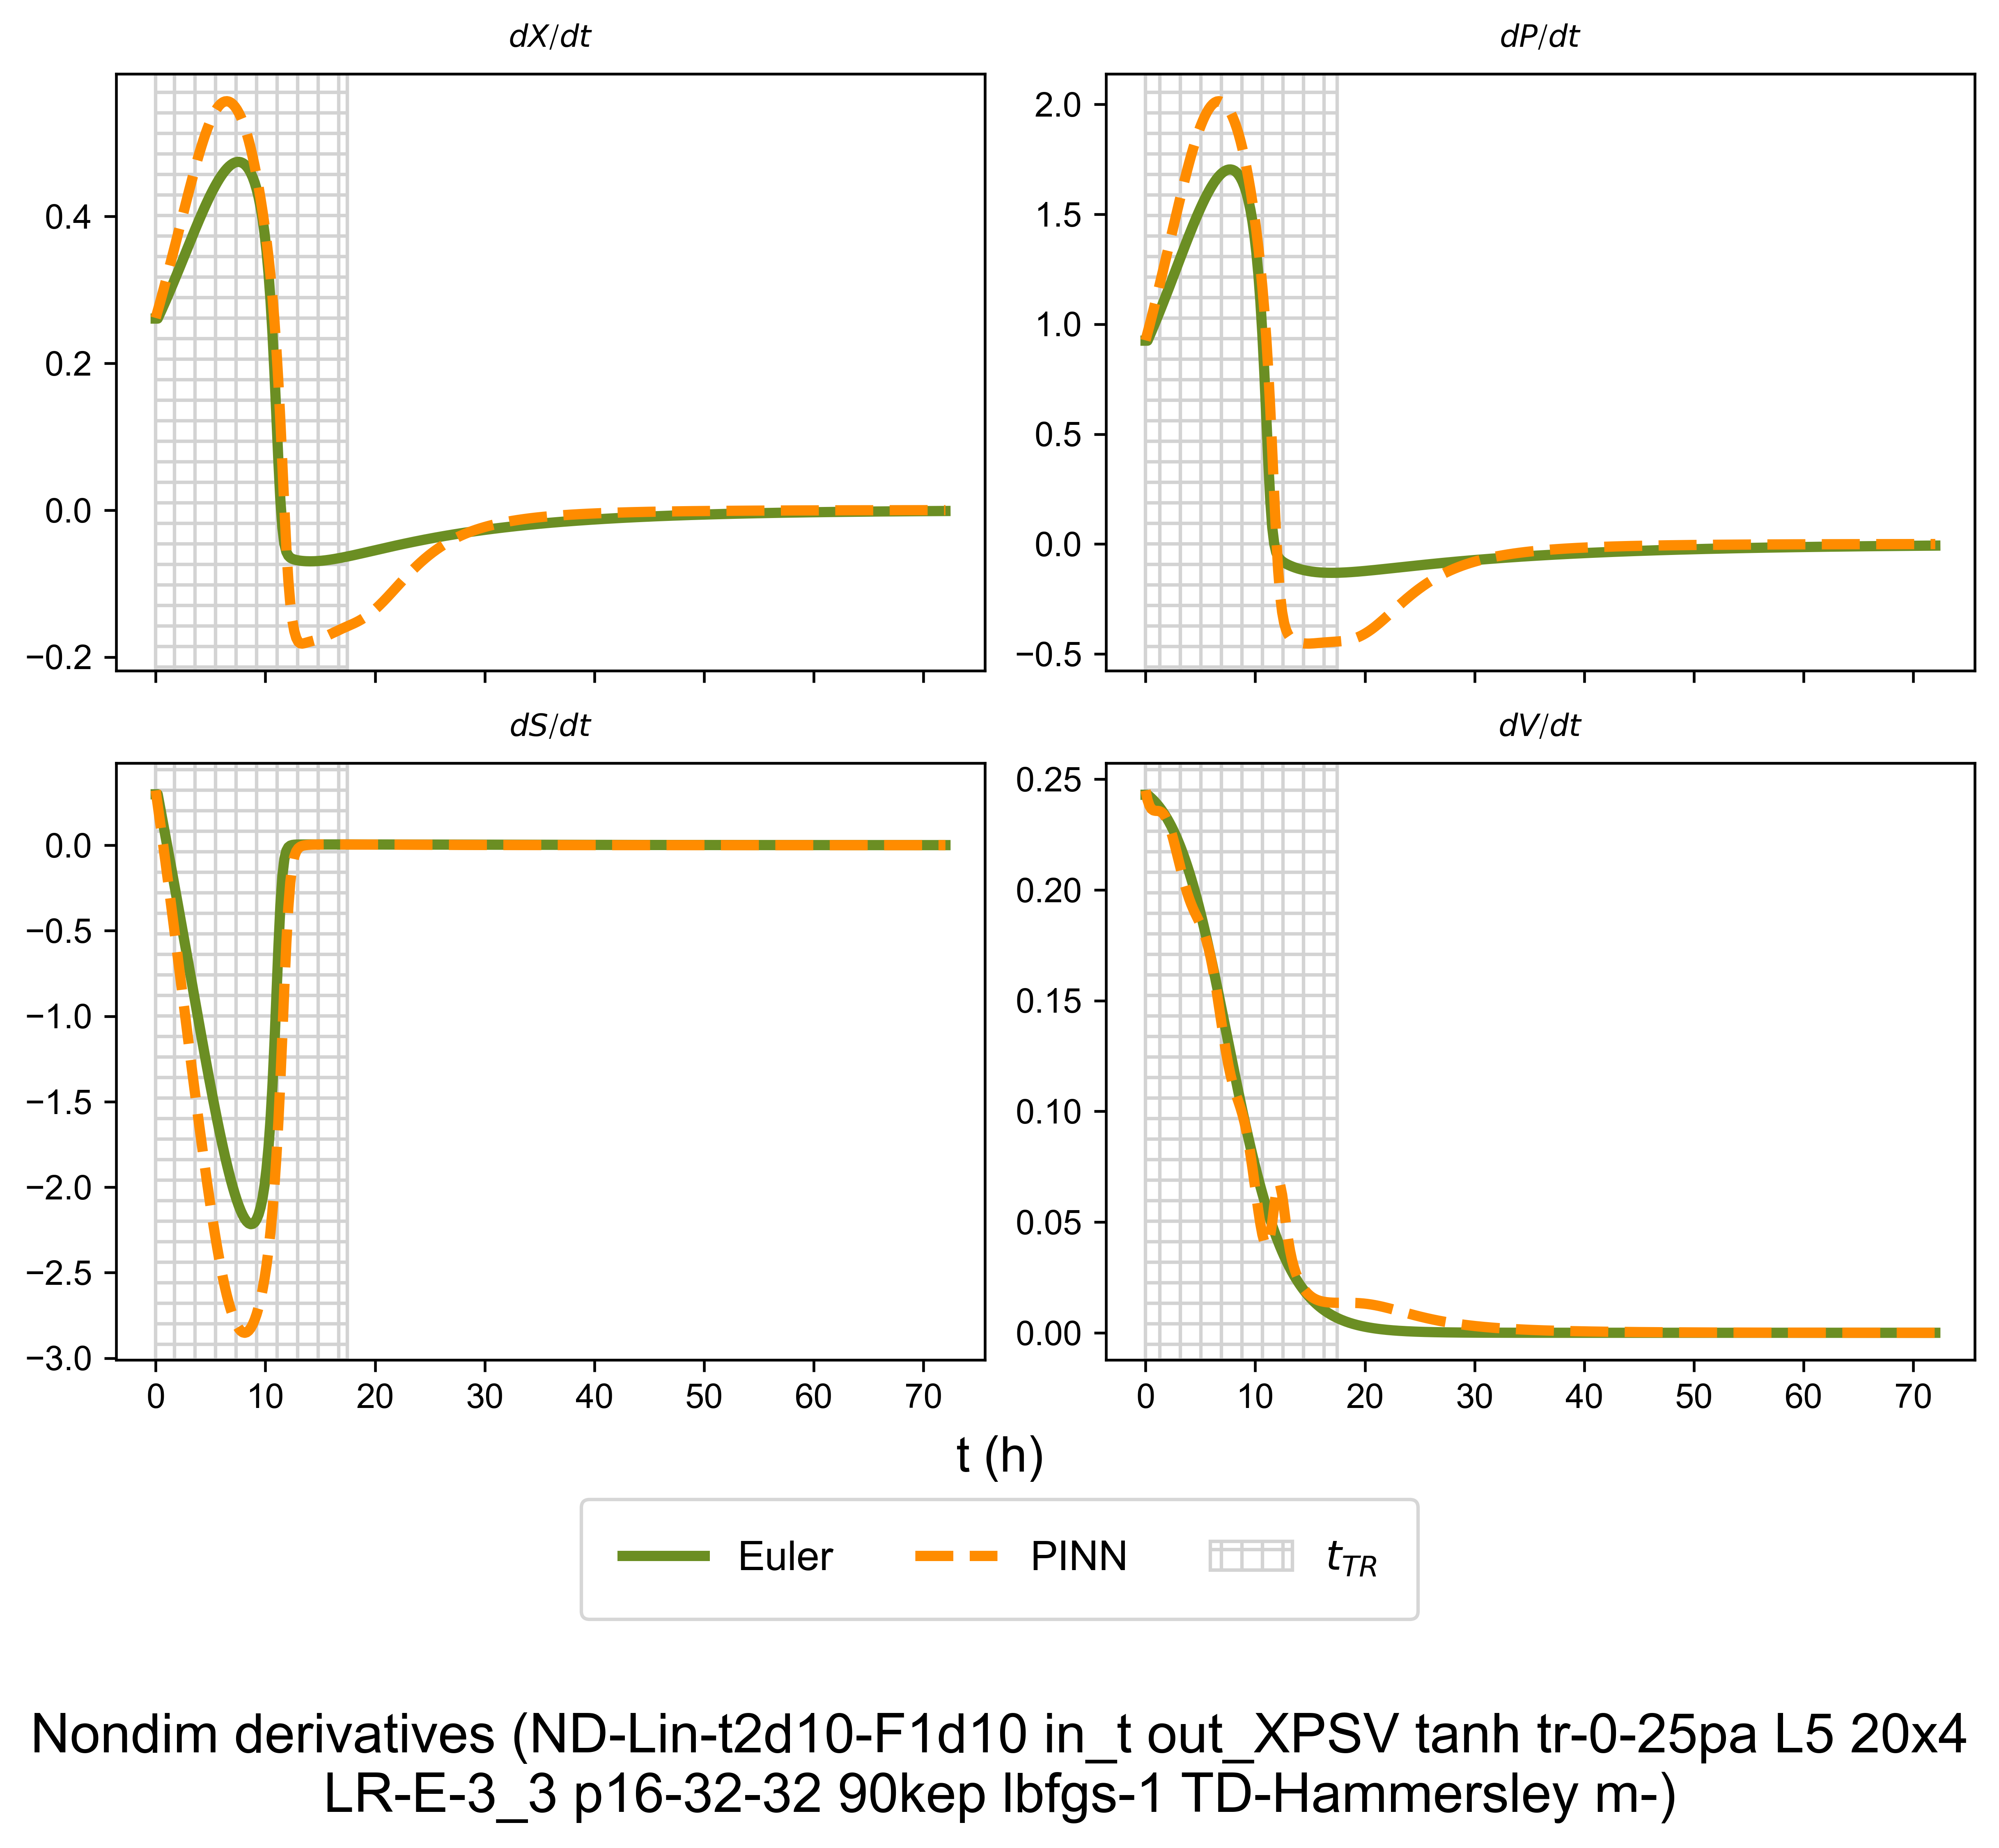 dX/dt
dP/dt
0.4
0.2
0.0
−0.2
2.0
1.5
1.0
0.5
0.0
−0.5
dS/dt
dV/dt
0.0
−0.5
−1.0
−1.5
−2.0
−2.5
−3.0
0 10 20 30 40 50 60 70
0.25
0.20
0.15
0.10
0.05
0.00
0 10 20 30 40 50 60 70
t (h)
Euler PINN t_TR
Nondim derivatives (ND-Lin-t2d10-F1d10 in_t out_XPSV tanh tr-0-25pa L5 20x4
LR-E-3_3 p16-32-32 90kep lbfgs-1 TD-Hammersley m-)